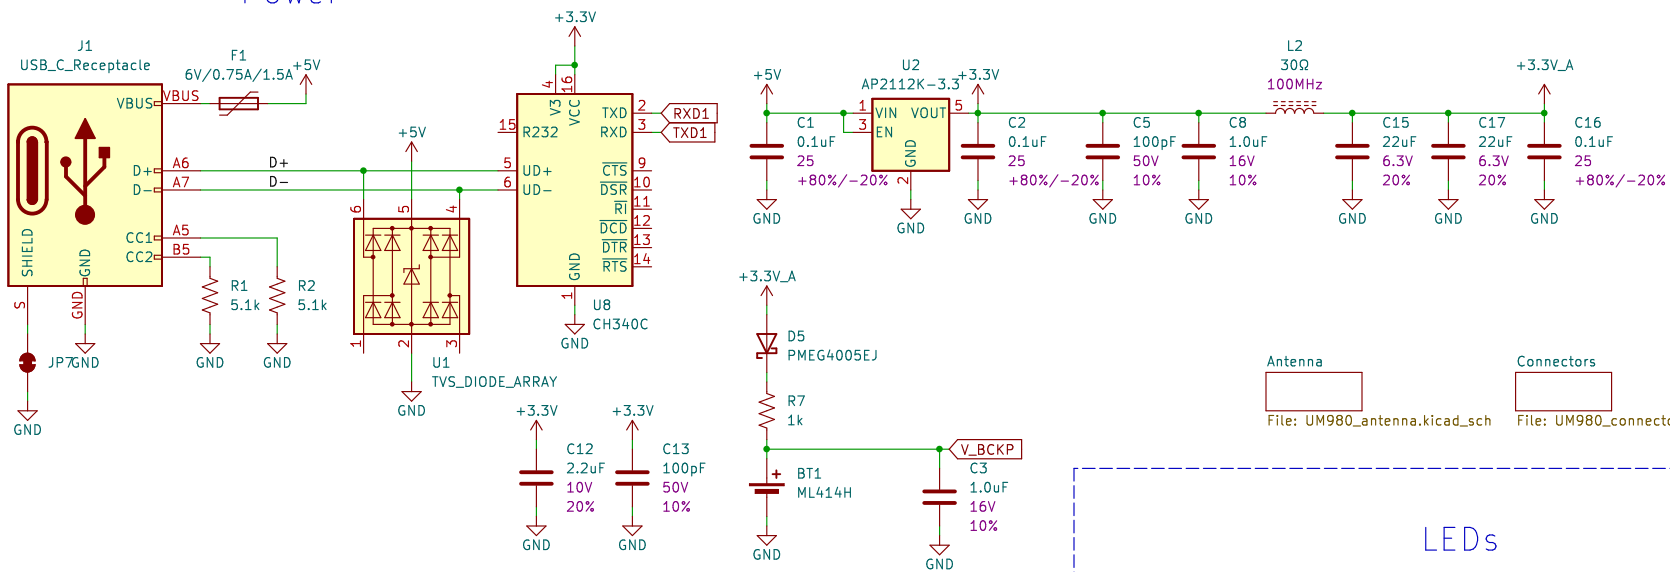 Power
J1
USB_C_Receptacle
VBUS
VBUS
D+
A6
D-
A7
CC1
A5
CC2
B5
SHIELD
GND
S
GND
JP7
GND
GND
F1
6V/0.75A/1.5A
+5V
D+
D-
R1
5.1k
GND
R2
5.1k
GND
+5V
6
5
4
1
2
3
U1
TVS_DIODE_ARRAY
GND
+3.3V
4
16
V3
VCC
15
R232
5
UD+
6
UD-
TXD
2
RXD1
RXD
3
TXD1
CTS
9
DSR
10
RI
11
DCD
12
DTR
13
RTS
14
GND
1
U8
CH340C
GND
+3.3V
C12
2.2uF
10V
20%
GND
+3.3V
C13
100pF
50V
10%
GND
+5V
C1
0.1uF
25
+80%/-20%
GND
U2
AP2112K-3.3
1
VIN
3
EN
VOUT
5
GND
2
GND
+3.3V
C2
0.1uF
25
+80%/-20%
GND
C5
100pF
50V
10%
GND
C8
1.0uF
16V
10%
GND
L2
30Ω
100MHz
C15
22uF
6.3V
20%
GND
C17
22uF
6.3V
20%
GND
+3.3V_A
C16
0.1uF
25
+80%/-20%
GND
+3.3V_A
D5
PMEG4005EJ
R7
1k
V_BCKP
+
BT1
ML414H
GND
C3
1.0uF
16V
10%
GND
Antenna
File: UM980_antenna.kicad_sch
Connectors
File: UM980_connecto
LEDs